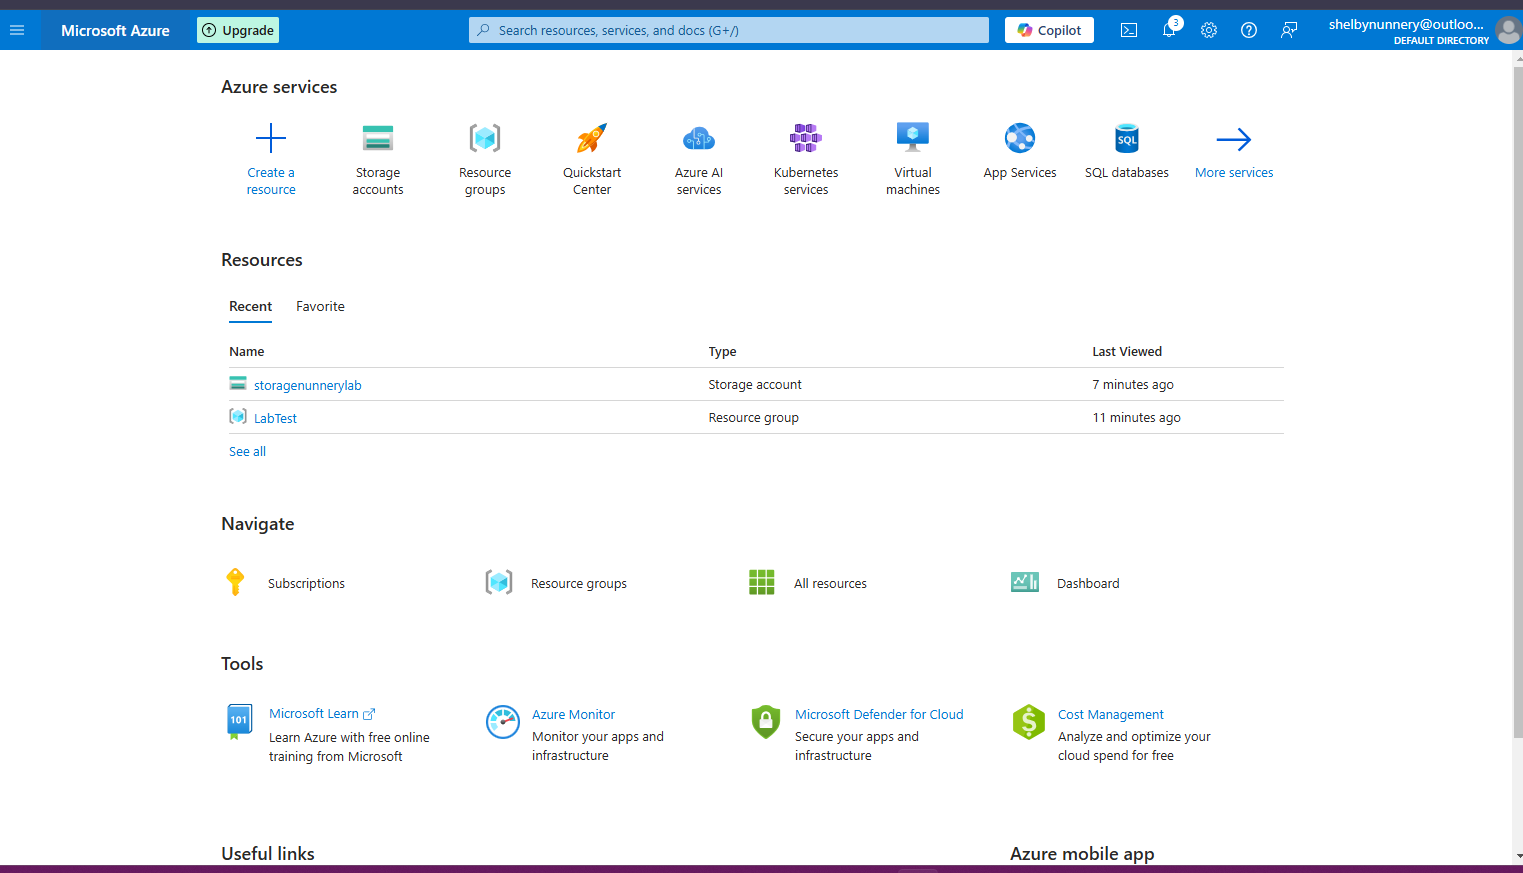 Microsoft Azure
Upgrade
Search resources, services, and docs (G+/)
Copilot
3
shelbynunnery@outloo...
DEFAULT DIRECTORY
Azure services
Create a
resource
Storage
accounts
Resource
groups
Quickstart
Center
Azure AI
services
Kubernetes
services
Virtual
machines
App Services
SQL
SQL databases
More services
Resources
Recent
Favorite
Name
Type
Last Viewed
storagenunnerylab
Storage account
7 minutes ago
LabTest
Resource group
11 minutes ago
See all
Navigate
Subscriptions
Resource groups
All resources
Dashboard
Tools
101
Microsoft Learn
Learn Azure with free online
training from Microsoft
Azure Monitor
Monitor your apps and
infrastructure
Microsoft Defender for Cloud
Secure your apps and
infrastructure
$
Cost Management
Analyze and optimize your
cloud spend for free
Useful links
Azure mobile app